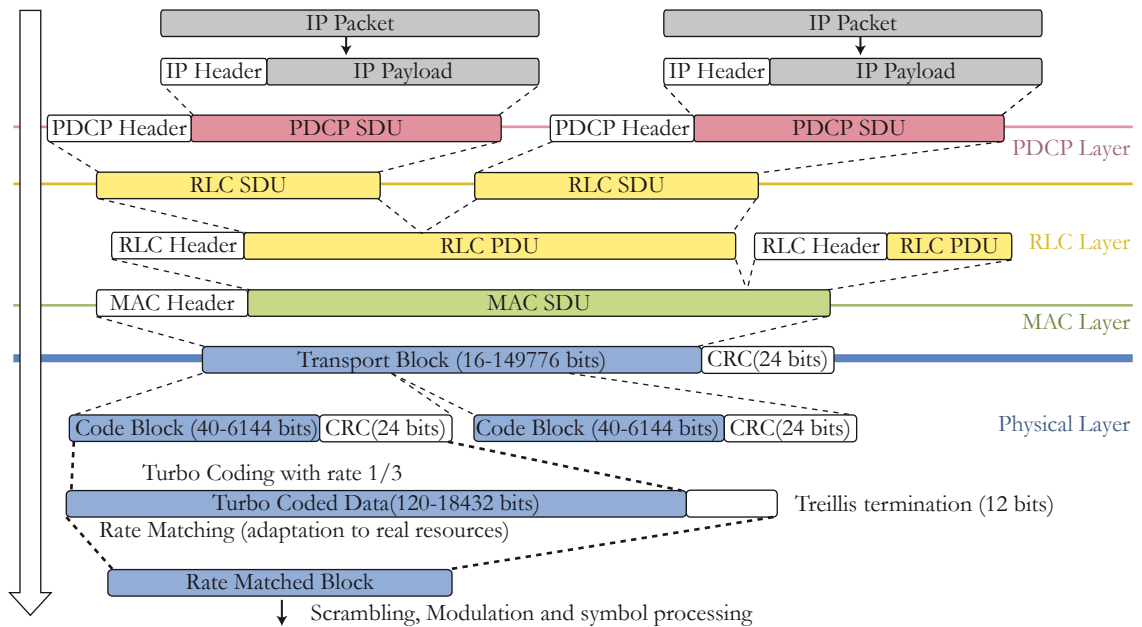 IP Packet
IP Packet
IP Header
IP Payload
IP Header
IP Payload
PDCP Header
PDCP SDU
PDCP Header
PDCP SDU
PDCP Layer
RLC SDU
RLC SDU
RLC Header
RLC PDU
RLC Header
RLC PDU
RLC Layer
MAC Header
MAC SDU
MAC Layer
Transport Block (16-149776 bits)
CRC(24 bits)
Code Block (40-6144 bits)
CRC(24 bits)
Code Block (40-6144 bits)
CRC(24 bits)
Physical Layer
Turbo Coding with rate 1/3
Turbo Coded Data(120-18432 bits)
Treillis termination (12 bits)
Rate Matching (adaptation to real resources)
Rate Matched Block
Scrambling, Modulation and symbol processing